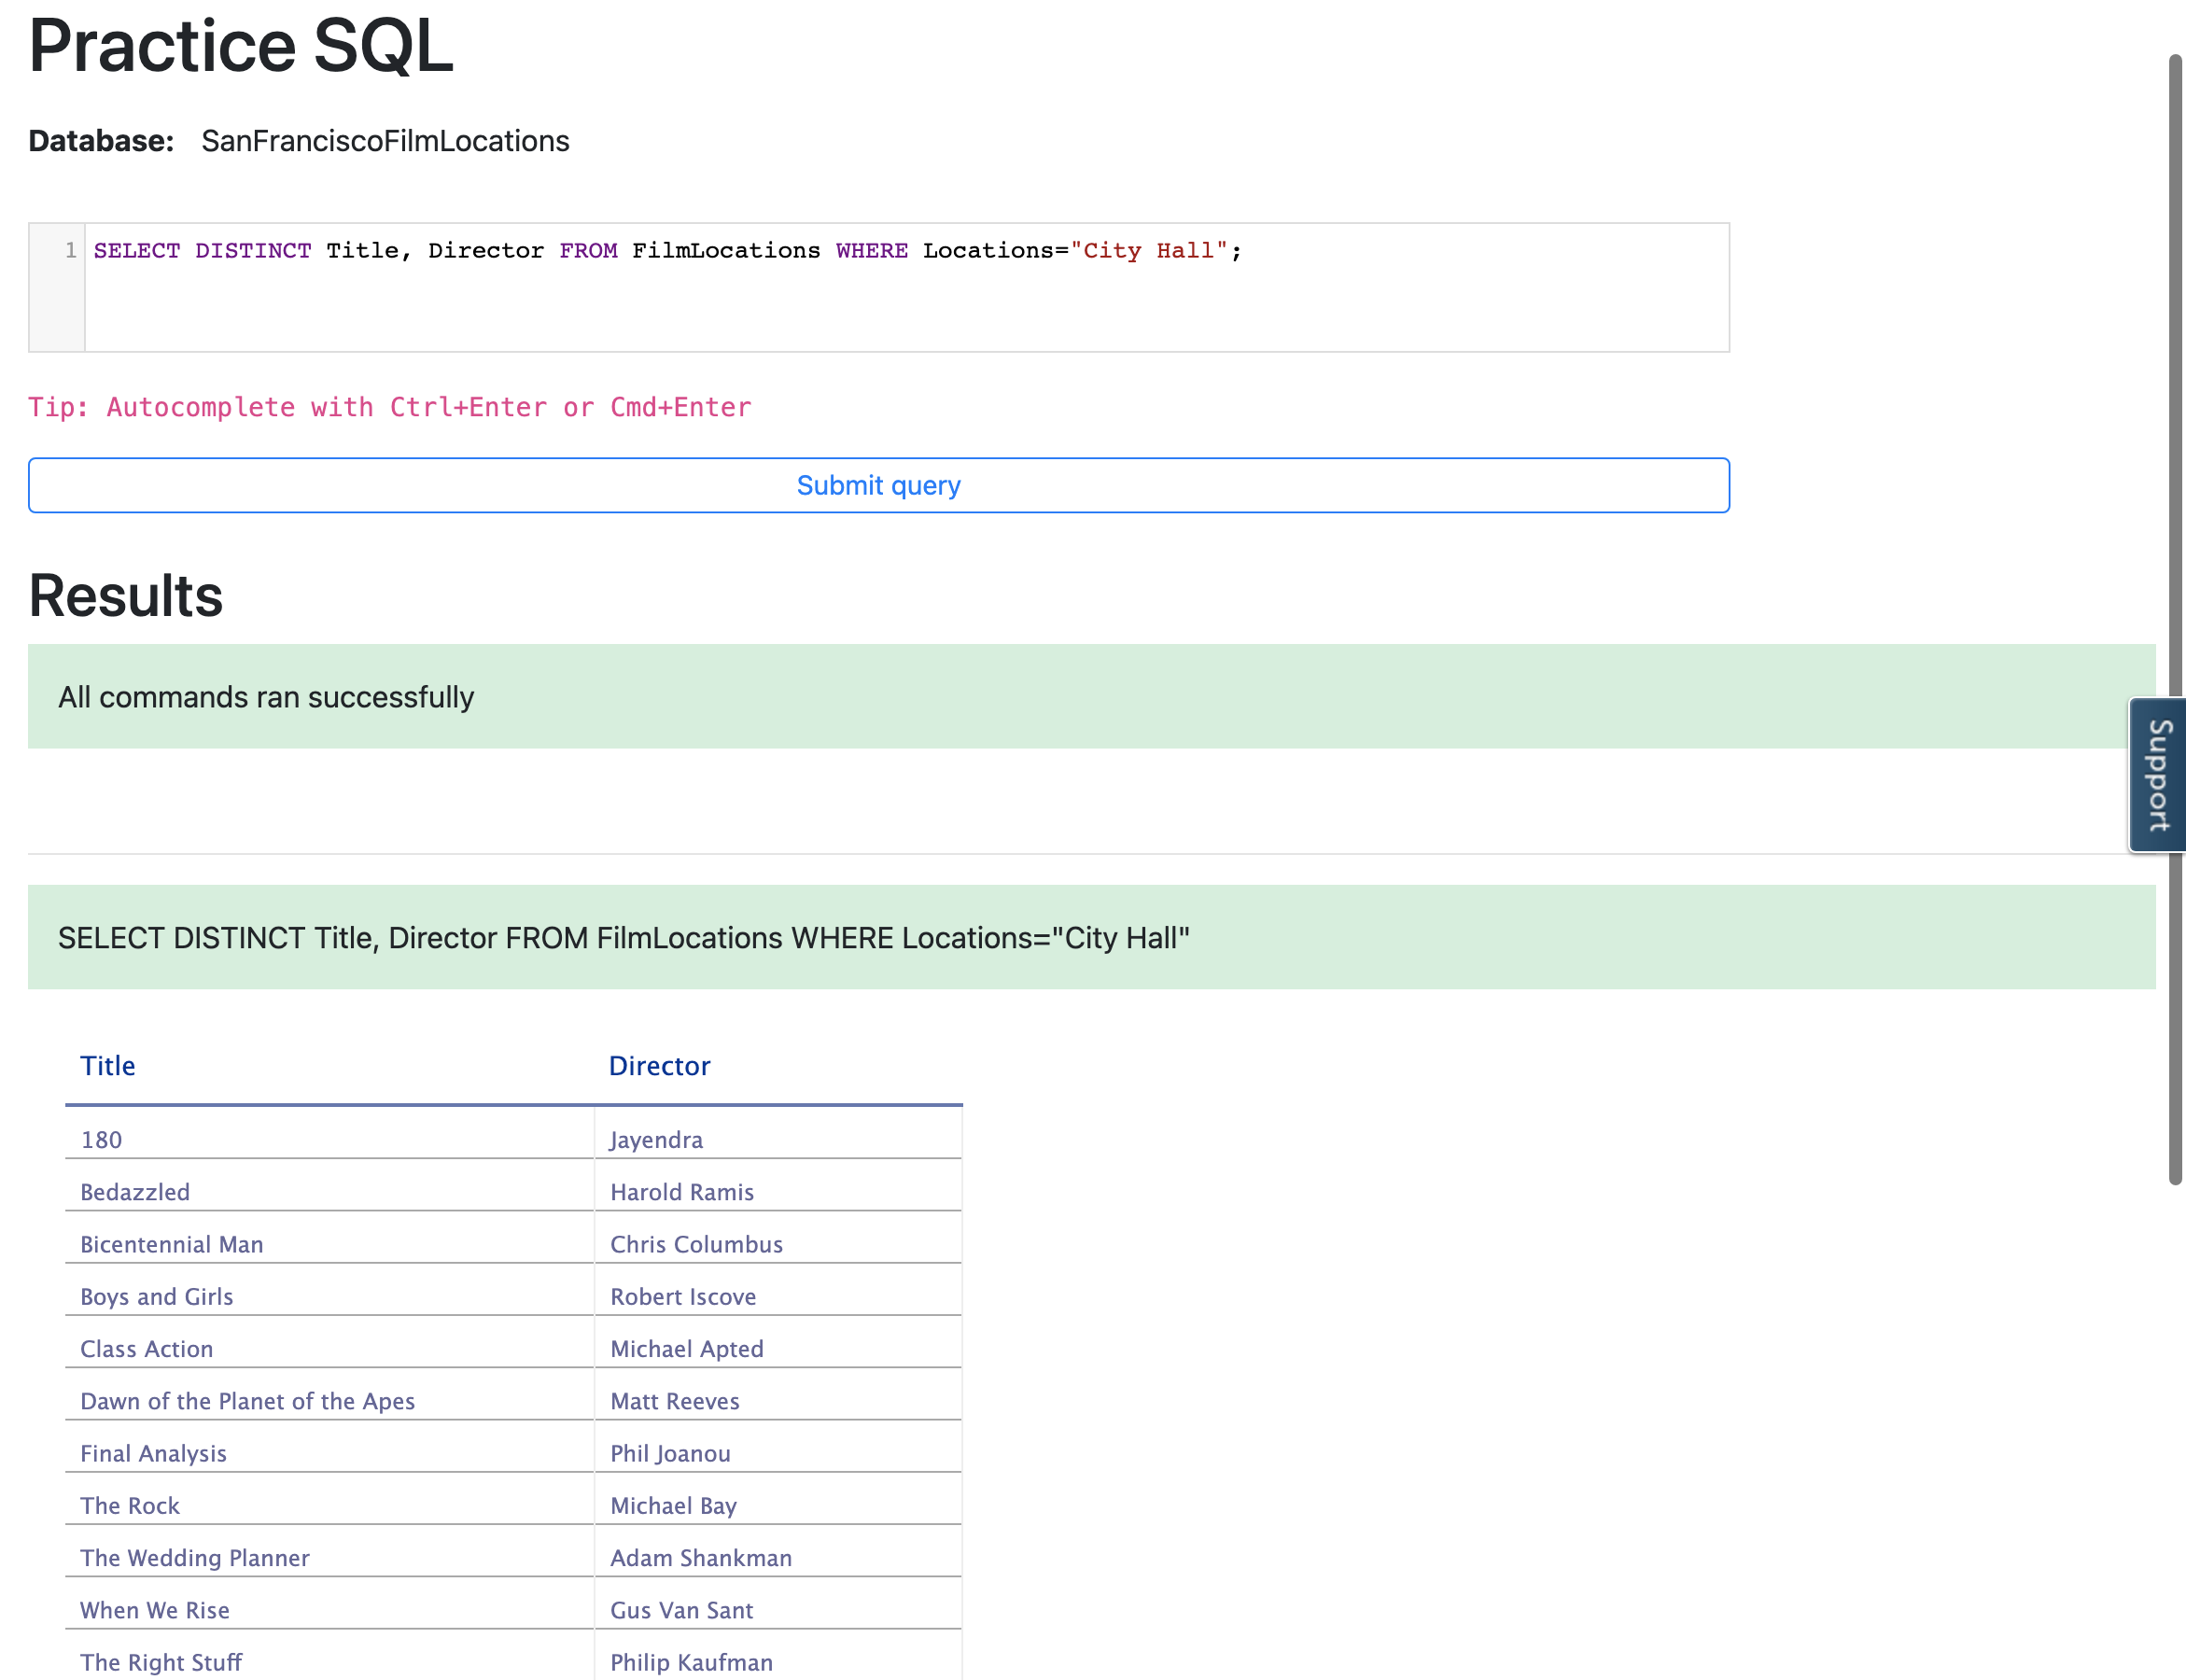 Practice SQL
Database: SanFranciscoFilmLocations
1 SELECT DISTINCT Title, Director FROM FilmLocations WHERE Locations="City Hall";
Tip: Autocomplete with Ctrl+Enter or Cmd+Enter
Submit query
Results
All commands ran successfully
Support
SELECT DISTINCT Title, Director FROM FilmLocations WHERE Locations="City Hall"
Title Director
180 Jayendra
Bedazzled Harold Ramis
Bicentennial Man Chris Columbus
Boys and Girls Robert Iscove
Class Action Michael Apted
Dawn of the Planet of the Apes Matt Reeves
Final Analysis Phil Joanou
The Rock Michael Bay
The Wedding Planner Adam Shankman
When We Rise Gus Van Sant
The Right Stuff Philip Kaufman